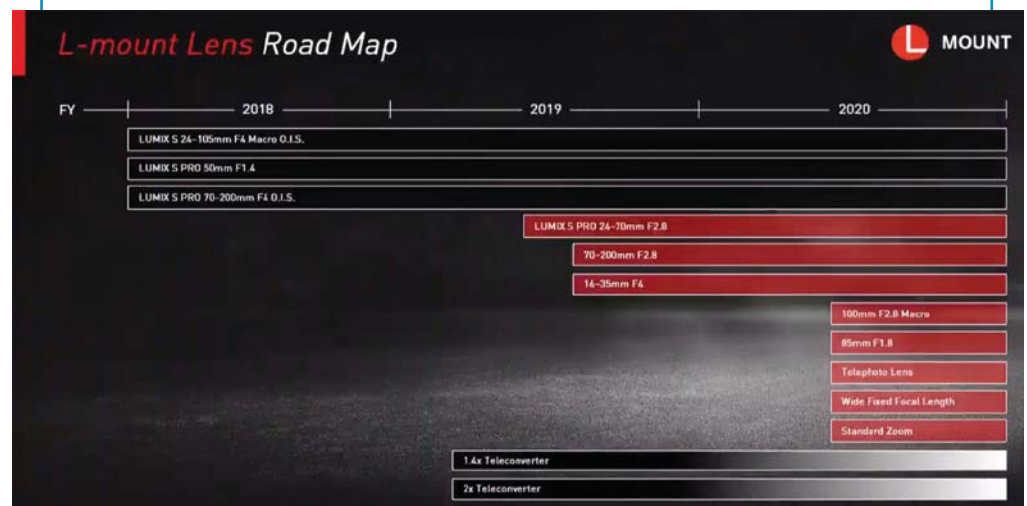 L-mount Lens Road Map
L MOUNT
FY 2018 2019 2020
LUMIX S 24-105mm F4 Macro O.I.S.
LUMIX S PRO 50mm F1.4
LUMIX S PRO 70-200mm F4 O.I.S.
LUMIX S PRO 24-70mm F2.8
70-200mm F2.8
16-35mm F4
100mm F2.8 Macro
85mm F1.8
Telephoto Lens
Wide Fixed Focal Length
Standard Zoom
1.4x Teleconverter
2x Teleconverter